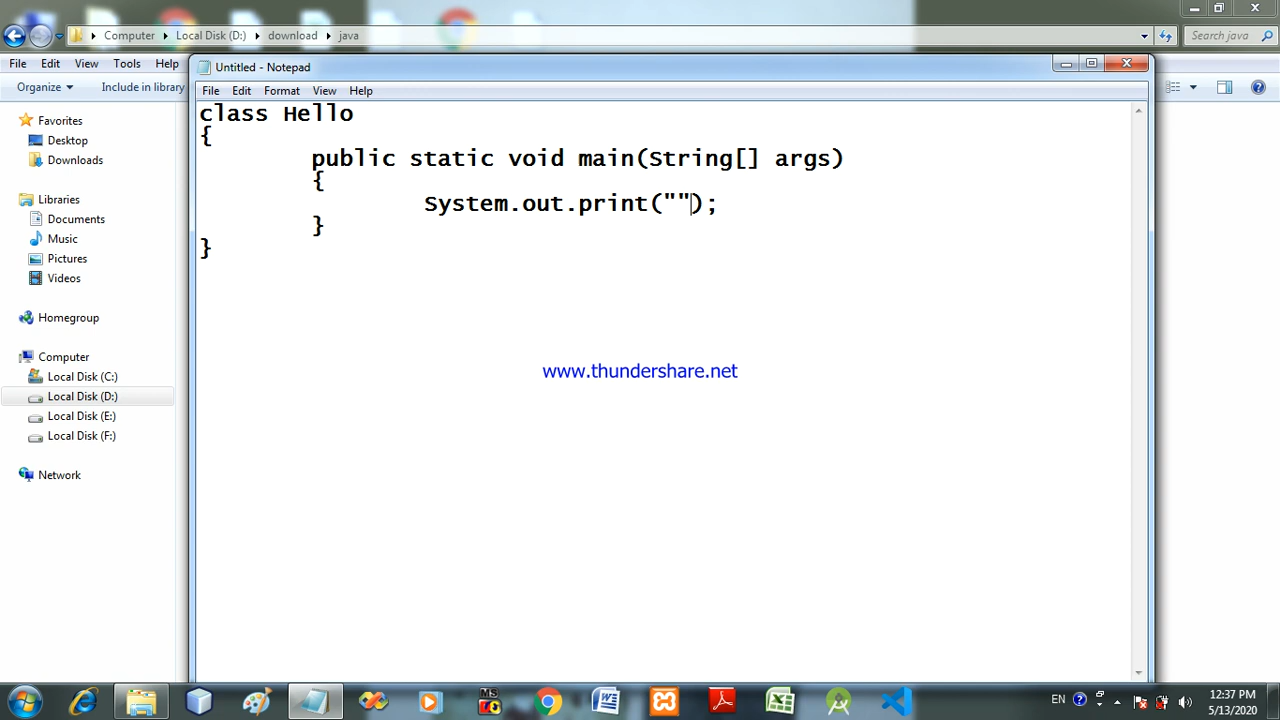 Computer
Local Disk (D:)
download
java
Search java
File Edit View Tools Help
Organize
Include in library
Favorites
Desktop
Downloads
Libraries
Documents
Music
Pictures
Videos
Homegroup
Computer
Local Disk (C:)
Local Disk (D:)
Local Disk (E:)
Local Disk (F:)
Network
Untitled - Notepad
File Edit Format View Help
class Hello
{
public static void main(String[] args)
{
System.out.print("");
}
}
www.thundershare.net
MS
EN
12:37 PM
5/13/2020